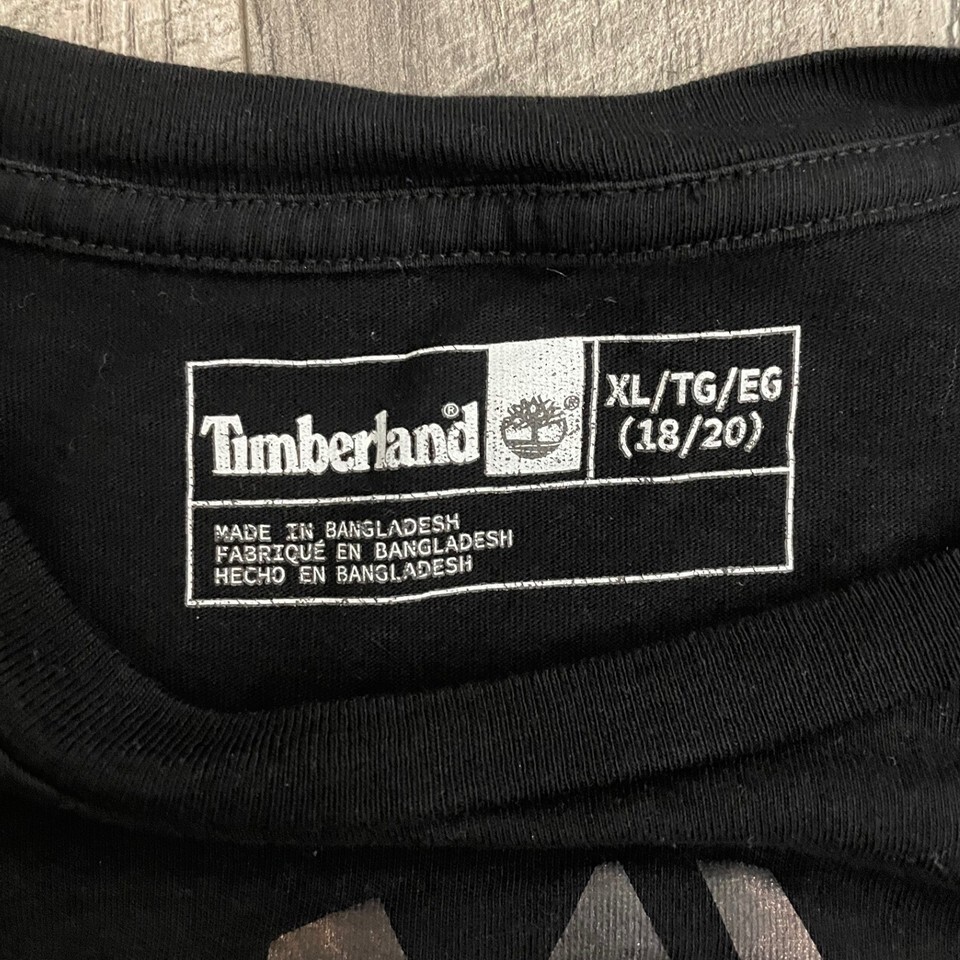 Timberland®
®
XL/TG/EG
(18/20)
MADE IN BANGLADESH
FABRIQUÉ EN BANGLADESH
HECHO EN BANGLADESH